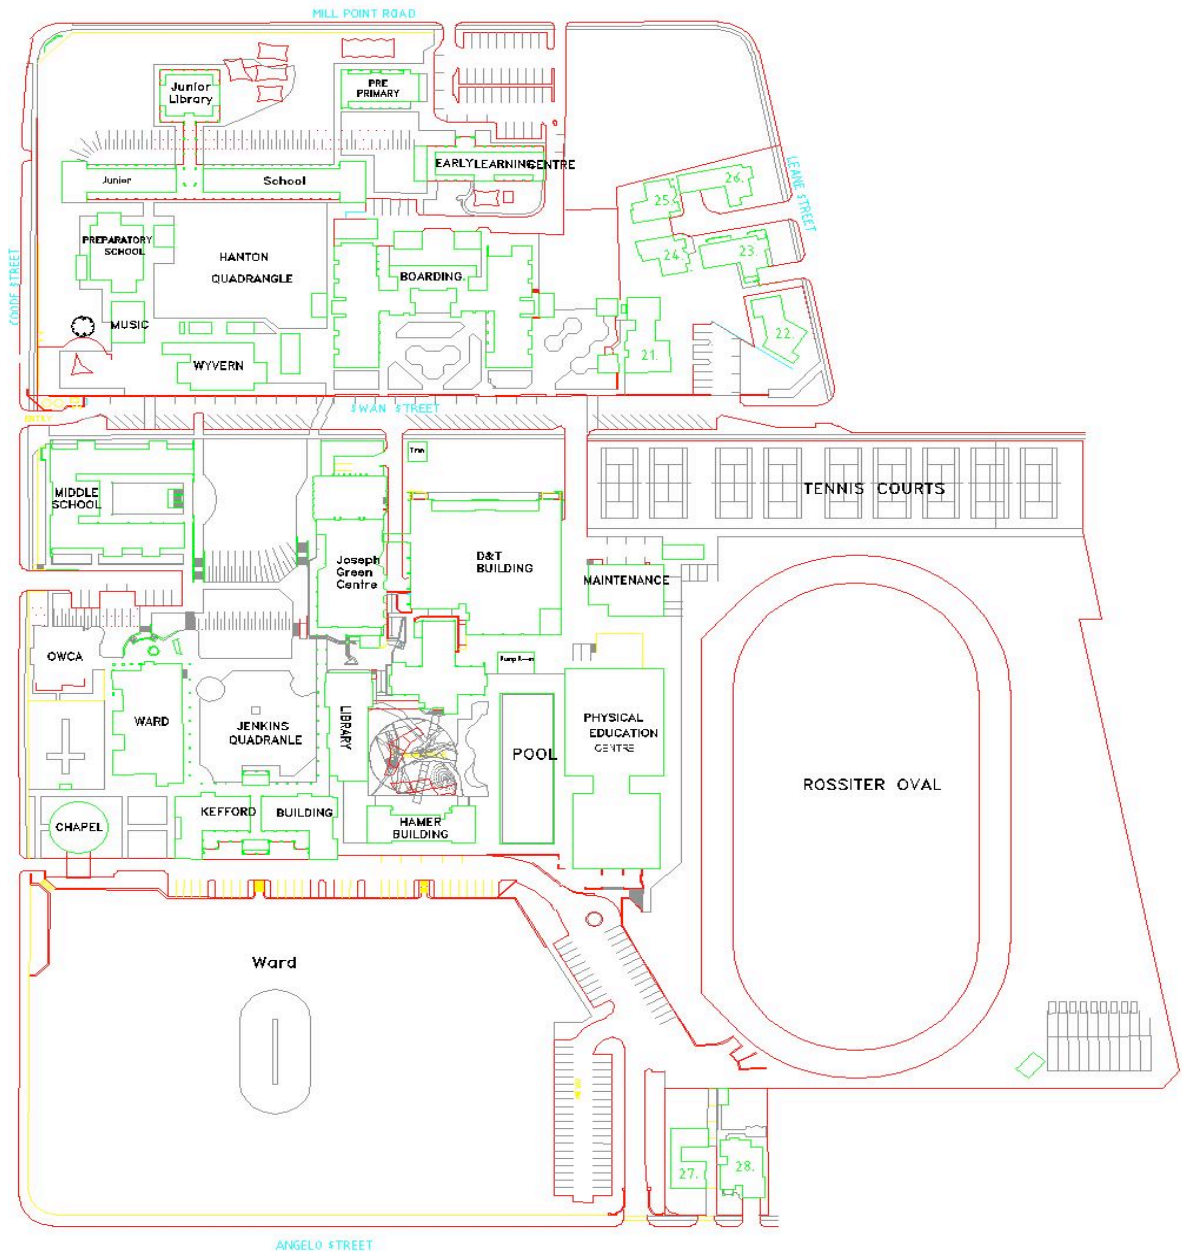 MILL POINT ROAD
Junior
Library
PRE
PRIMARY
EARLY LEARNING CENTRE
Junior School
LEANE STREET
26.
25.
24.
23.
22.
21.
PREPARATORY
SCHOOL
HANTON
QUADRANGLE
BOARDING.
COODE STREET
MUSIC
WYVERN
SWAN STREET
ENTRY
MIDDLE
SCHOOL
TENNIS COURTS
Joseph
Green
Centre
D&T
BUILDING
MAINTENANCE
OWCA
WARD
JENKINS
QUADRANLE
LIBRARY
POOL
PHYSICAL
EDUCATION
CENTRE
ROSSITER OVAL
CHAPEL
KEFFORD BUILDING
HAMER
BUILDING
Ward
27.
28.
ANGELO STREET